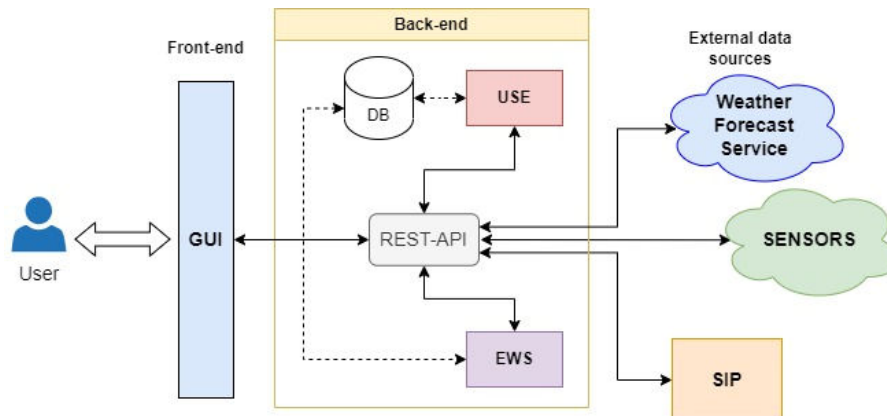 Back-end
Front-end
External data
sources
DB
USE
Weather
Forecast
Service
User
GUI
REST-API
SENSORS
EWS
SIP